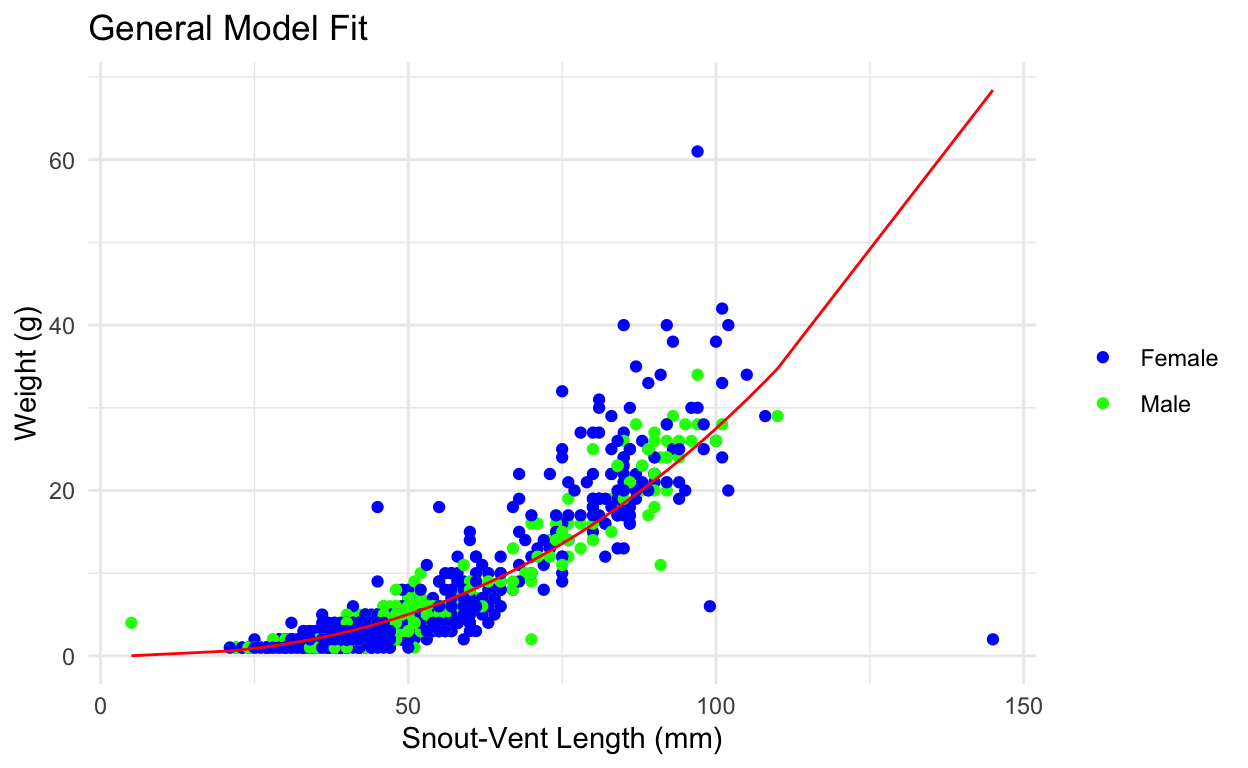 General Model Fit
Weight (g)
60
40
20
0
0 50 100 150
Snout-Vent Length (mm)
Female
Male